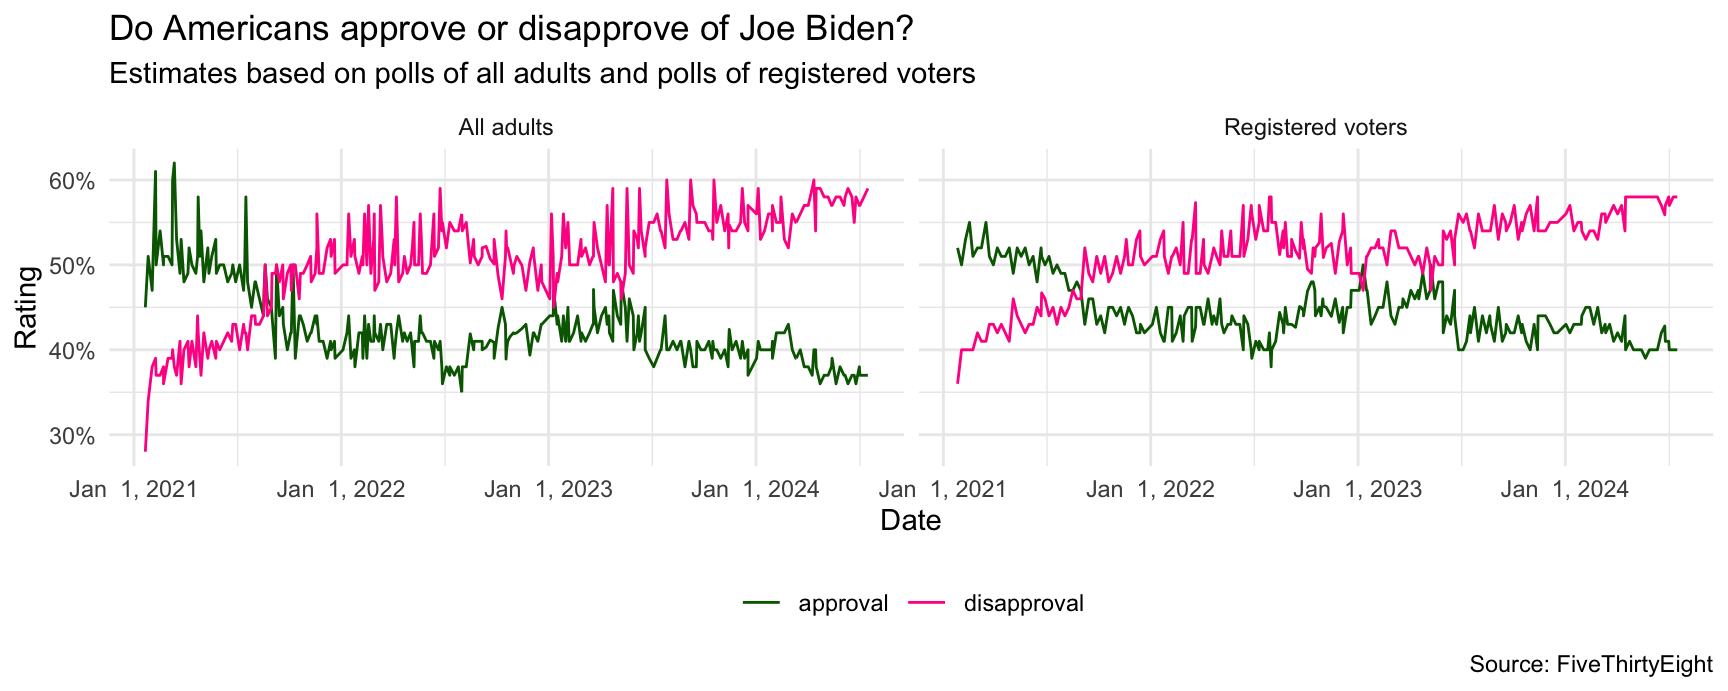 Do Americans approve or disapprove of Joe Biden?
Estimates based on polls of all adults and polls of registered voters
All adults
Registered voters
Rating
60%
50%
40%
30%
Jan 1, 2021
Jan 1, 2022
Jan 1, 2023
Jan 1, 2024
Jan 1, 2021
Jan 1, 2022
Jan 1, 2023
Jan 1, 2024
Date
approval
disapproval
Source: FiveThirtyEight